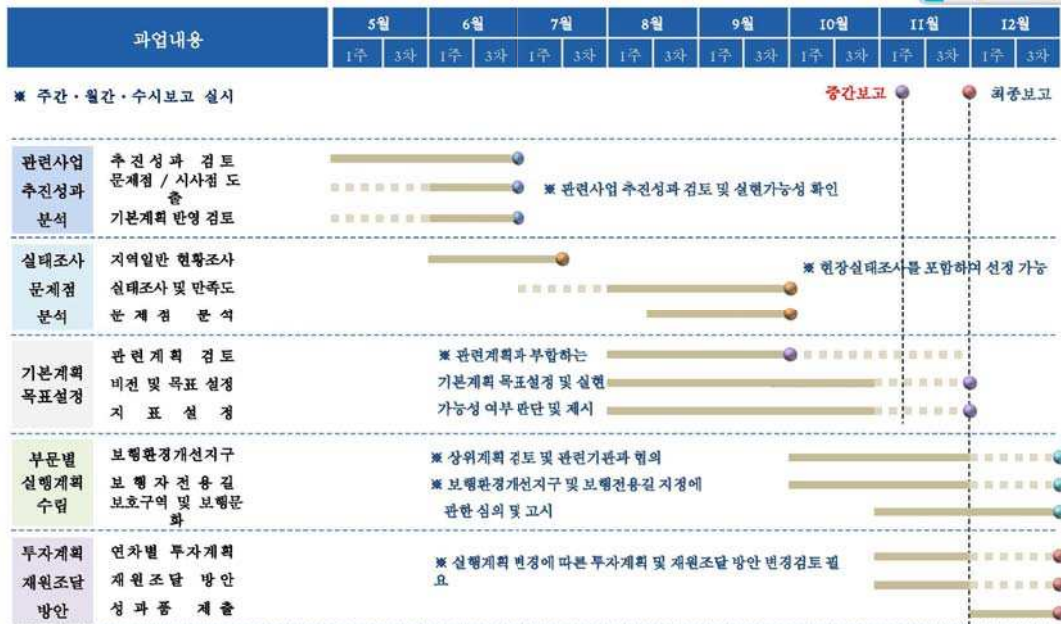 과업내용
5월 6월 7월 8월 9월 10월 11월 12월
1주 3차 1주 3차 1주 3차 1주 3차 1주 3차 1주 3차 1주 3차 1주 3차
※ 주간·월간·수시보고 실시
중간보고
최종보고
관련사업
추진성과
분석
추진성과 검토
문제점 / 시사점 도
출
기본계획 반영 검토
※ 관련사업 추진성과 검토 및 실현가능성 확인
실태조사
문제점
분석
지역일반 현황조사
실태조사 및 만족도
문제점 분석
※ 현장실태조사를 포함하여 선정 가능
기본계획
목표설정
관련계획 검토
비전 및 목표 설정
지표설정
※ 관련계획과 부합하는
기본계획 목표설정 및 실현
가능성 여부 판단 및 제시
부문별
실행계획
수립
보행환경개선지구
보행자전용길
보호구역 및 보행문
화
※ 상위계획 검토 및 관련기관과 협의
※ 보행환경개선지구 및 보행전용길 지정에
관한 심의 및 고시
투자계획
재원조달
방안
연차별 투자계획
재원조달 방안
성과품 제출
※ 실행계획 변경에 따른 투자계획 및 재원조달 방안 변경검토 필
요